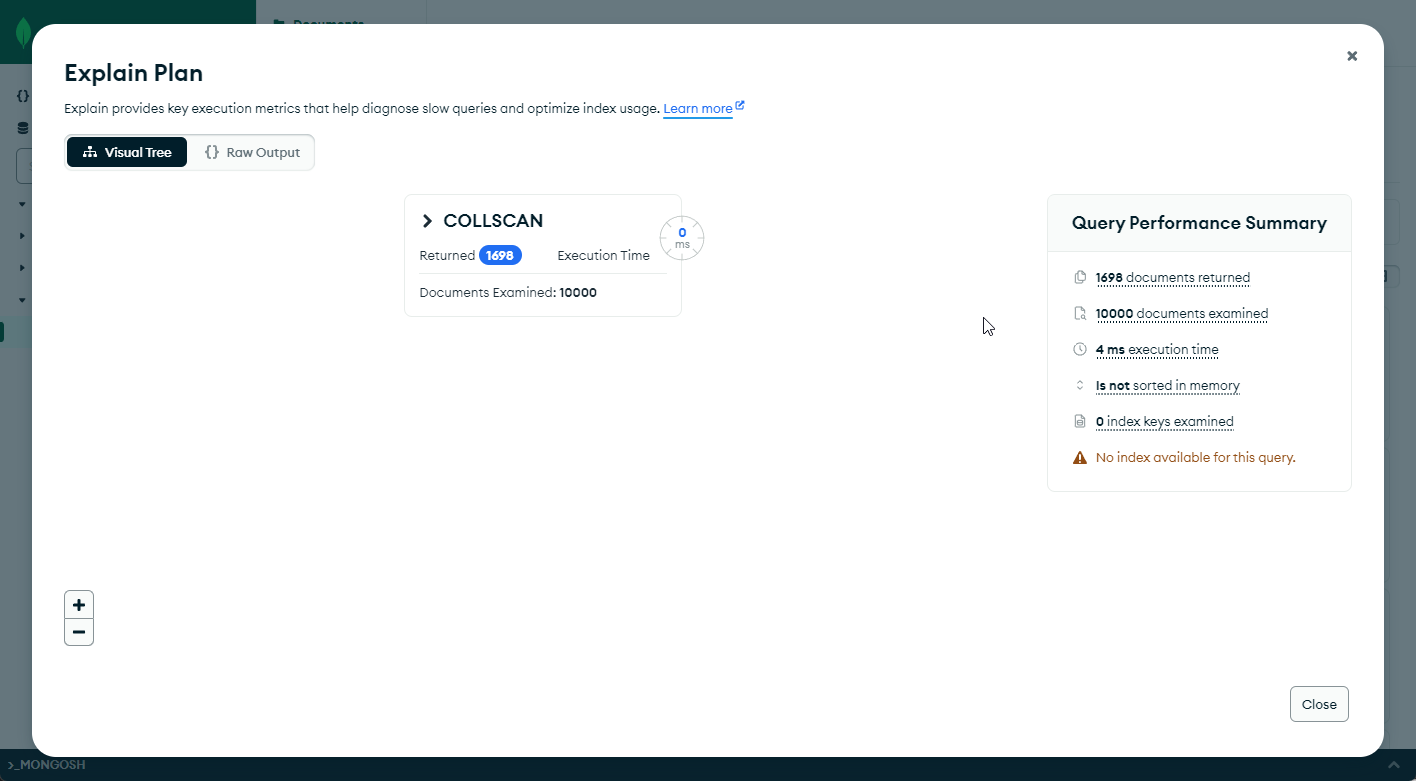 Documents
Explain Plan
Explain provides key execution metrics that help diagnose slow queries and optimize index usage. Learn more
Visual Tree
{} Raw Output
COLLSCAN
Returned 1698 Execution Time
0
ms
Documents Examined: 10000
Query Performance Summary
1698 documents returned
10000 documents examined
4 ms execution time
Is not sorted in memory
0 index keys examined
No index available for this query.
+
−
Close
>_MONGOSH